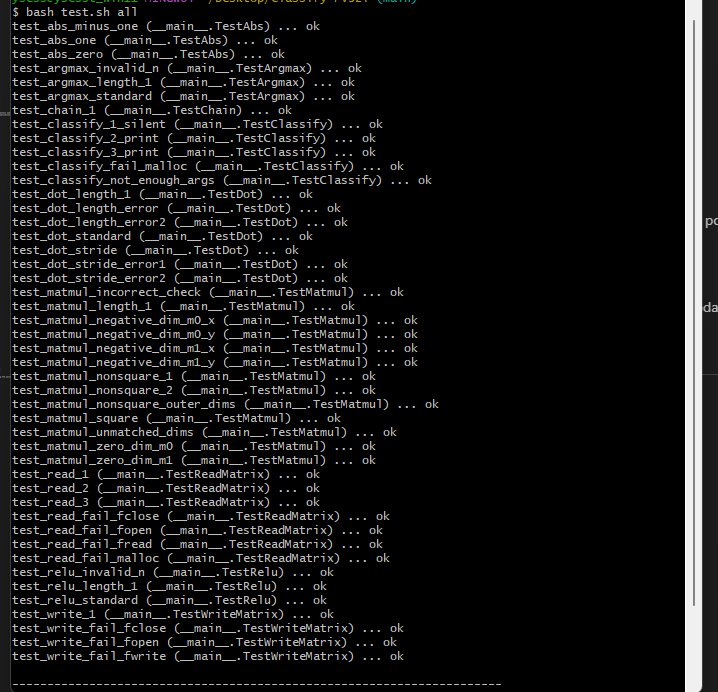 $ bash test.sh all
test_abs_minus_one (__main__.TestAbs) ... ok
test_abs_one (__main__.TestAbs) ... ok
test_abs_zero (__main__.TestAbs) ... ok
test_argmax_invalid_n (__main__.TestArgmax) ... ok
test_argmax_length_1 (__main__.TestArgmax) ... ok
test_argmax_standard (__main__.TestArgmax) ... ok
test_chain_1 (__main__.TestChain) ... ok
test_classify_1_silent (__main__.TestClassify) ... ok
test_classify_2_print (__main__.TestClassify) ... ok
test_classify_3_print (__main__.TestClassify) ... ok
test_classify_fail_malloc (__main__.TestClassify) ... ok
test_classify_not_enough_args (__main__.TestClassify) ... ok
test_dot_length_1 (__main__.TestDot) ... ok
test_dot_length_error (__main__.TestDot) ... ok
test_dot_length_error2 (__main__.TestDot) ... ok
test_dot_standard (__main__.TestDot) ... ok
test_dot_stride (__main__.TestDot) ... ok
test_dot_stride_error1 (__main__.TestDot) ... ok
test_dot_stride_error2 (__main__.TestDot) ... ok
test_matmul_incorrect_check (__main__.TestMatmul) ... ok
test_matmul_length_1 (__main__.TestMatmul) ... ok
test_matmul_negative_dim_m0_x (__main__.TestMatmul) ... ok
test_matmul_negative_dim_m0_y (__main__.TestMatmul) ... ok
test_matmul_negative_dim_m1_x (__main__.TestMatmul) ... ok
test_matmul_negative_dim_m1_y (__main__.TestMatmul) ... ok
test_matmul_nonsquare_1 (__main__.TestMatmul) ... ok
test_matmul_nonsquare_2 (__main__.TestMatmul) ... ok
test_matmul_nonsquare_outer_dims (__main__.TestMatmul) ... ok
test_matmul_square (__main__.TestMatmul) ... ok
test_matmul_unmatched_dims (__main__.TestMatmul) ... ok
test_matmul_zero_dim_m0 (__main__.TestMatmul) ... ok
test_matmul_zero_dim_m1 (__main__.TestMatmul) ... ok
test_read_1 (__main__.TestReadMatrix) ... ok
test_read_2 (__main__.TestReadMatrix) ... ok
test_read_3 (__main__.TestReadMatrix) ... ok
test_read_fail_fclose (__main__.TestReadMatrix) ... ok
test_read_fail_fopen (__main__.TestReadMatrix) ... ok
test_read_fail_fread (__main__.TestReadMatrix) ... ok
test_read_fail_malloc (__main__.TestReadMatrix) ... ok
test_relu_invalid_n (__main__.TestRelu) ... ok
test_relu_length_1 (__main__.TestRelu) ... ok
test_relu_standard (__main__.TestRelu) ... ok
test_write_1 (__main__.TestWriteMatrix) ... ok
test_write_fail_fclose (__main__.TestWriteMatrix) ... ok
test_write_fail_fopen (__main__.TestWriteMatrix) ... ok
test_write_fail_fwrite (__main__.TestWriteMatrix) ... ok
----------------------------------------------------------------------